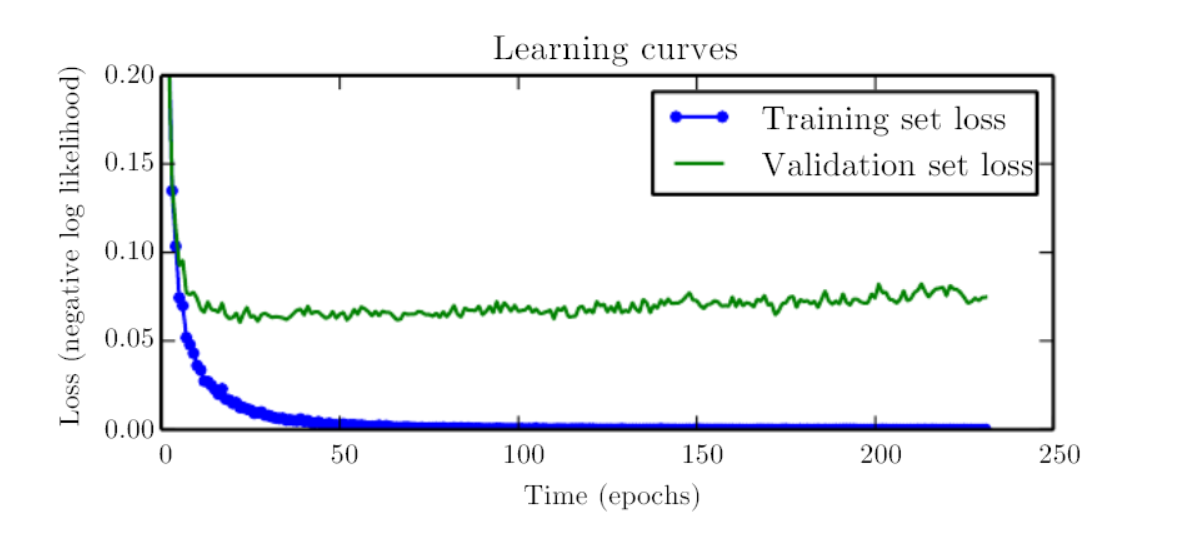 Learning curves
0.20
0.15
0.10
0.05
0.00
Loss (negative log likelihood)
Training set loss
Validation set loss
0 50 100 150 200 250
Time (epochs)